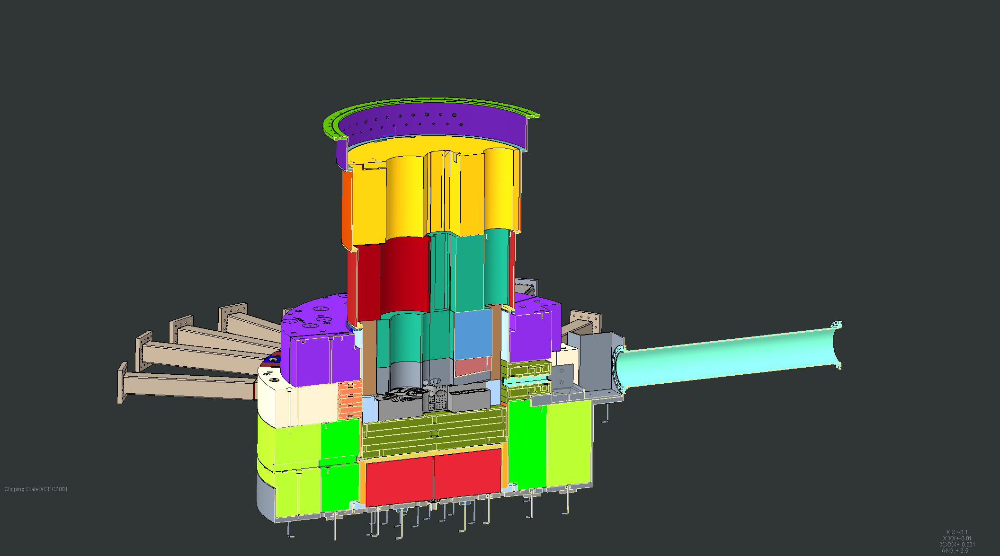 Clipping State:XSEC0001
X.X+-0.1
X.XX+-0.01
X.XXX+-0.001
ANG.+-0.5